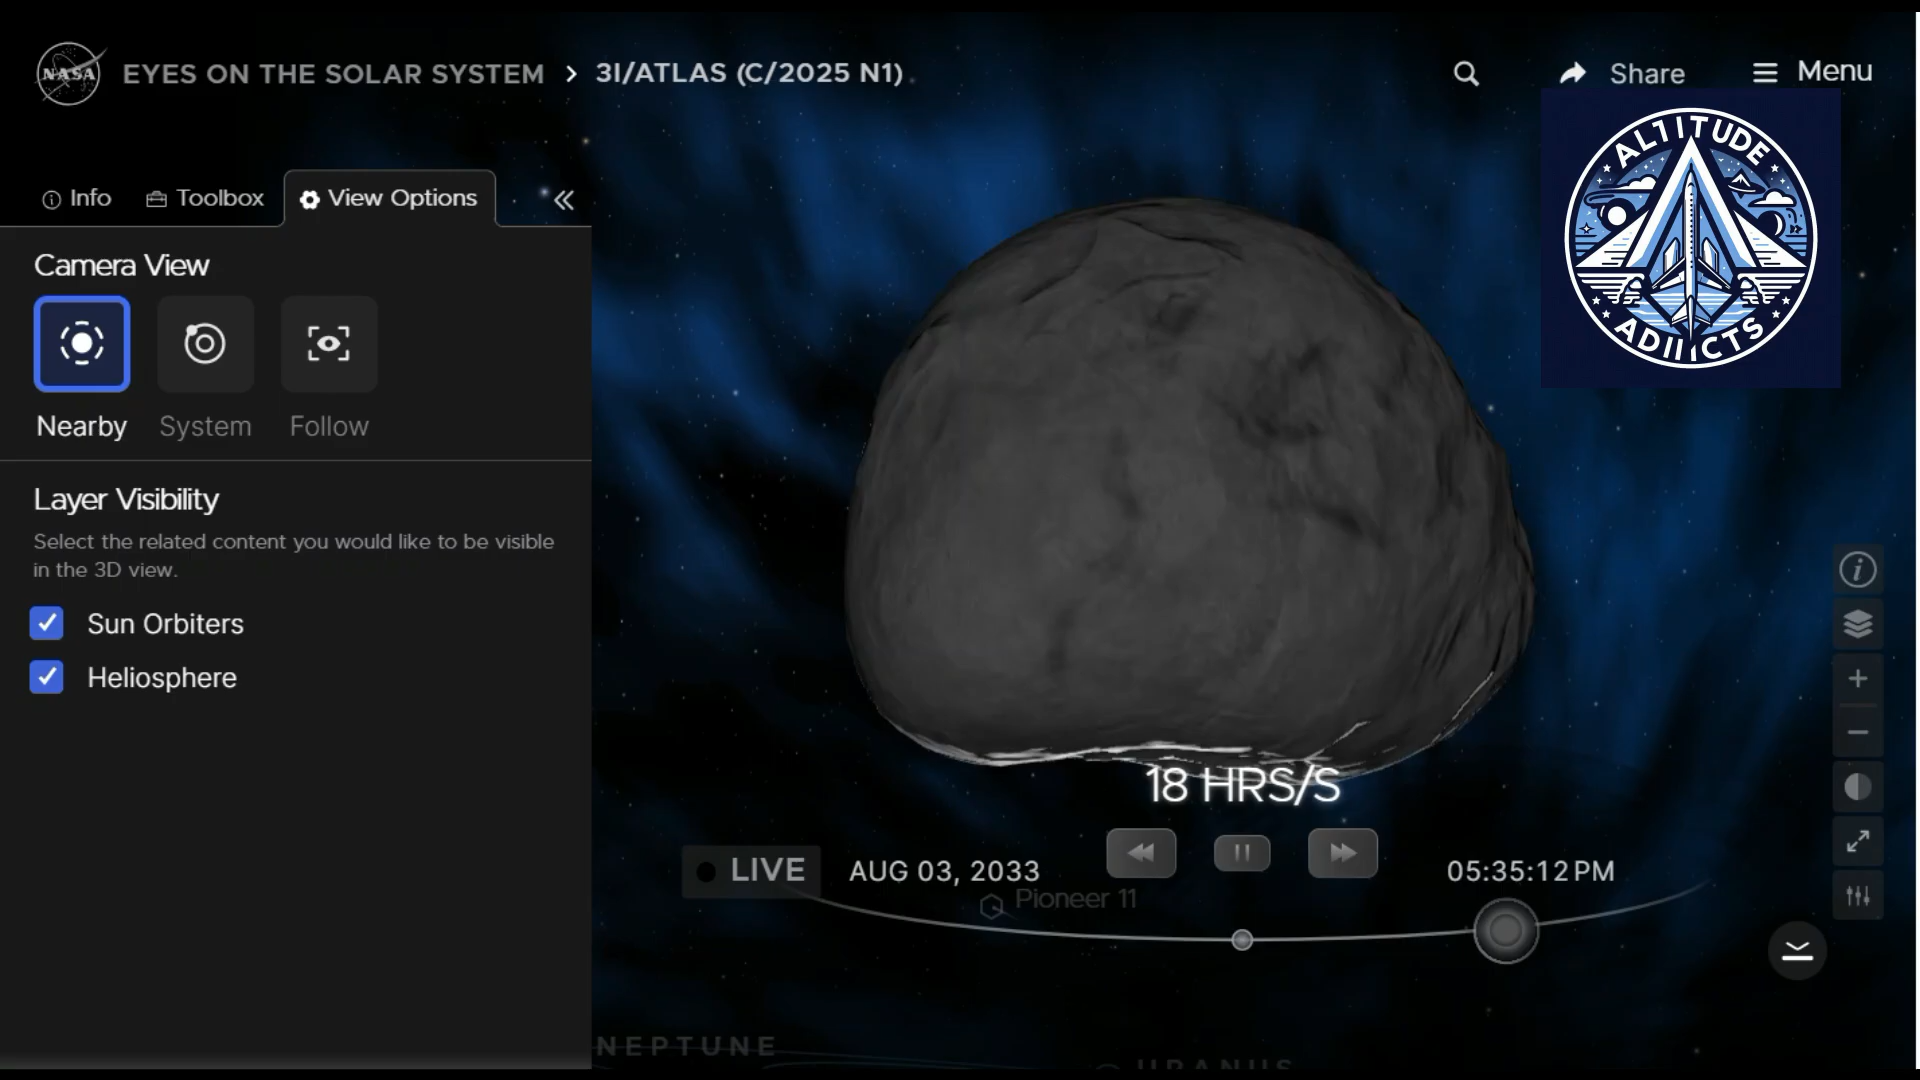 NASA
EYES ON THE SOLAR SYSTEM > 3I/ATLAS (C/2025 N1)
Share
Menu
ALTITUDE
ADIIICTS
Info
Toolbox
View Options
Camera View
Nearby
System
Follow
Layer Visibility
Select the related content you would like to be visible
in the 3D view.
Sun Orbiters
Heliosphere
18 HRS/S
LIVE
AUG 03, 2033
05:35:12 PM
Pioneer 11
NEPTUNE
URANUS